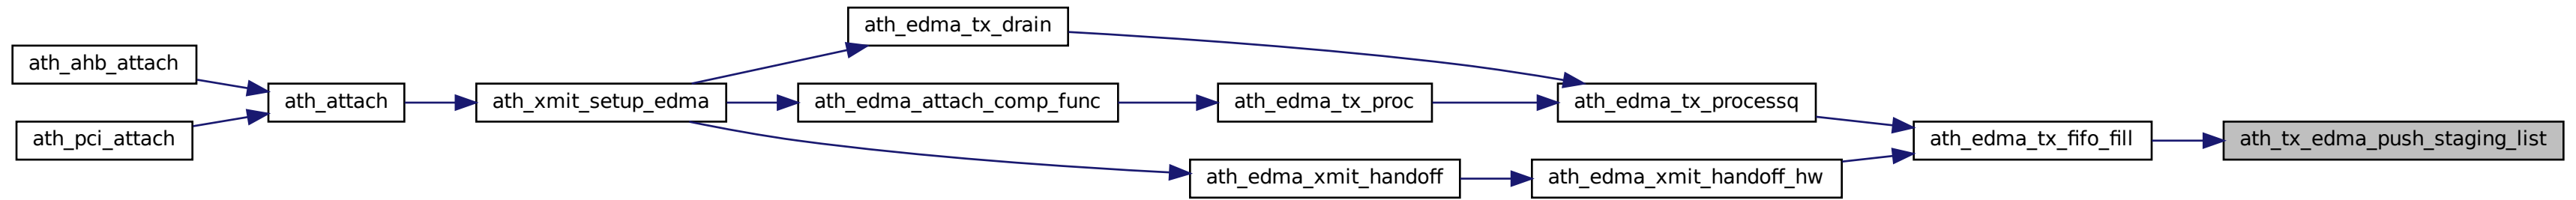 ath_ahb_attach
ath_pci_attach
ath_attach
ath_xmit_setup_edma
ath_edma_tx_drain
ath_edma_attach_comp_func
ath_edma_tx_proc
ath_edma_xmit_handoff
ath_edma_tx_processq
ath_edma_xmit_handoff_hw
ath_edma_tx_fifo_fill
ath_tx_edma_push_staging_list